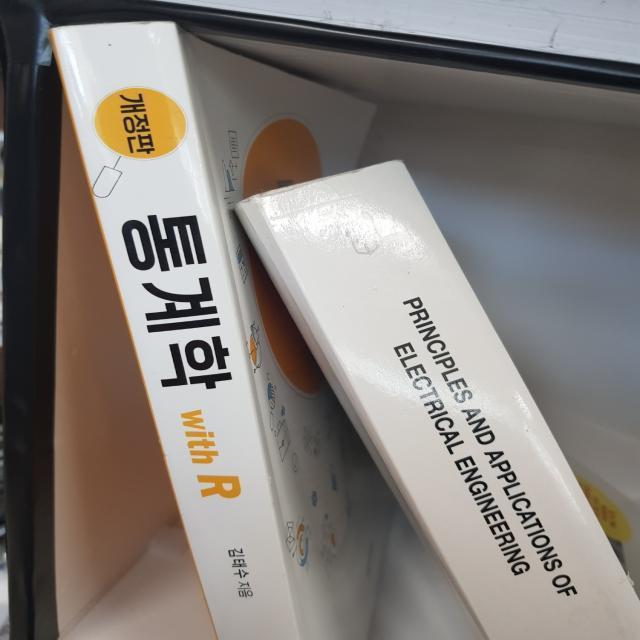 개정판
통계학
with R
김태수 지음
PRINCIPLES AND APPLICATIONS OF
ELECTRICAL ENGINEERING